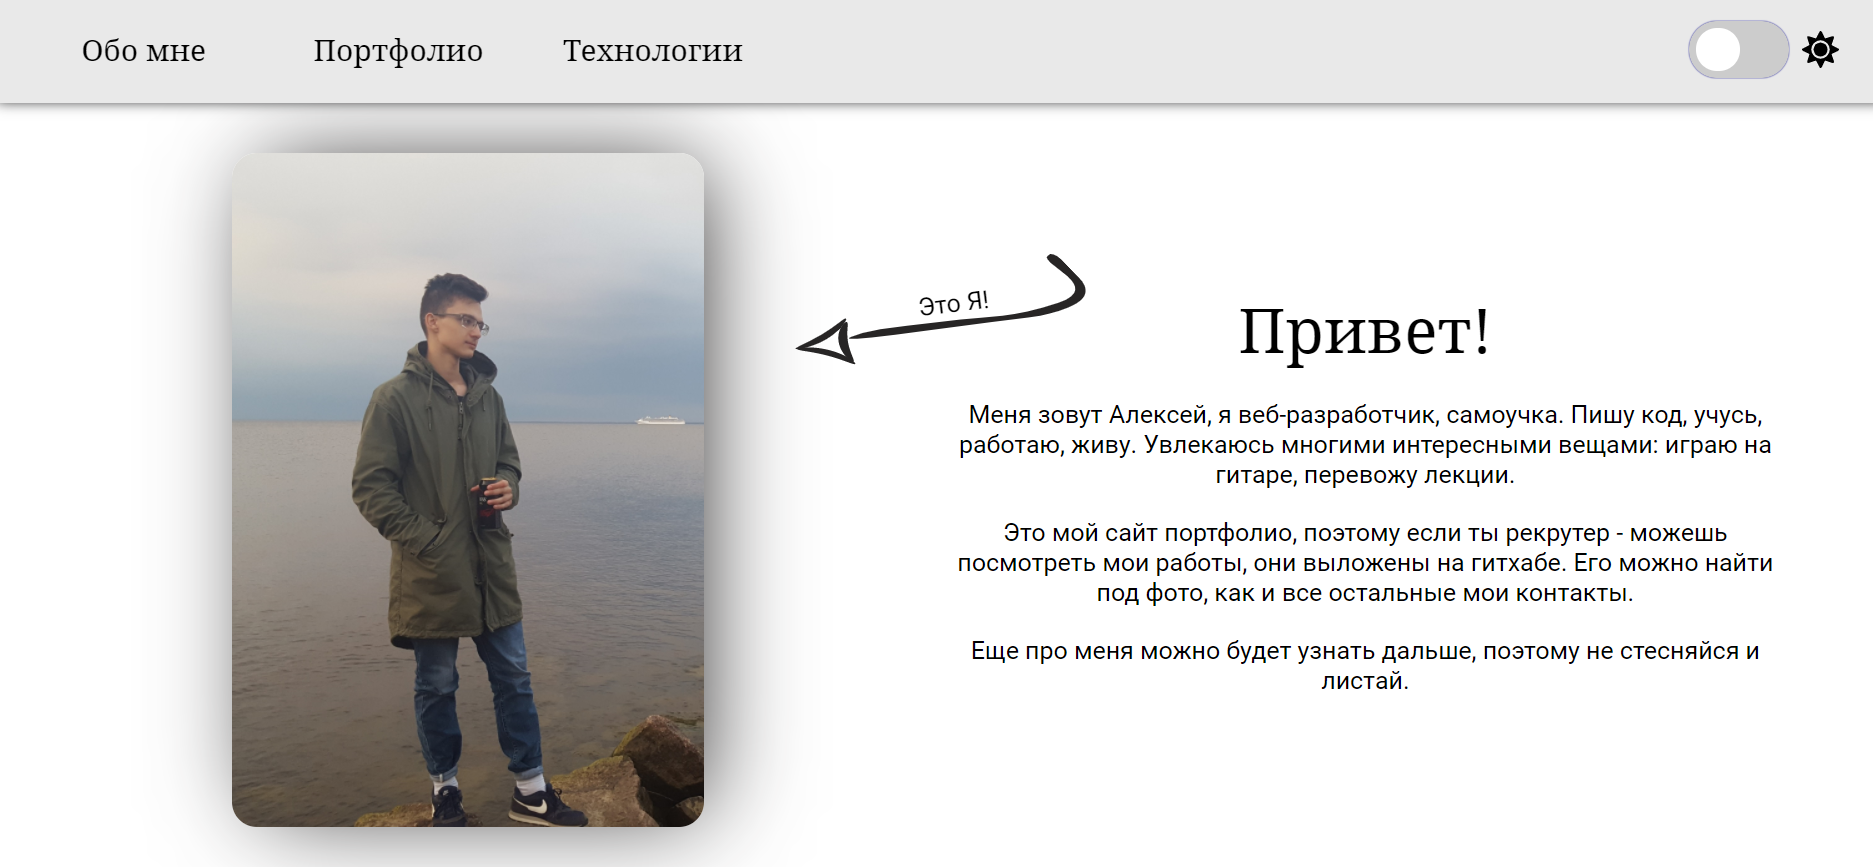 Обо мне
Портфолио
Технологии
Это Я!
Привет!
Меня зовут Алексей, я веб-разработчик, самоучка. Пишу код, учусь,
работаю, живу. Увлекаюсь многими интересными вещами: играю на
гитаре, перевожу лекции.
Это мой сайт портфолио, поэтому если ты рекрутер - можешь
посмотреть мои работы, они выложены на гитхабе. Его можно найти
под фото, как и все остальные мои контакты.
Еще про меня можно будет узнать дальше, поэтому не стесняйся и
листай.